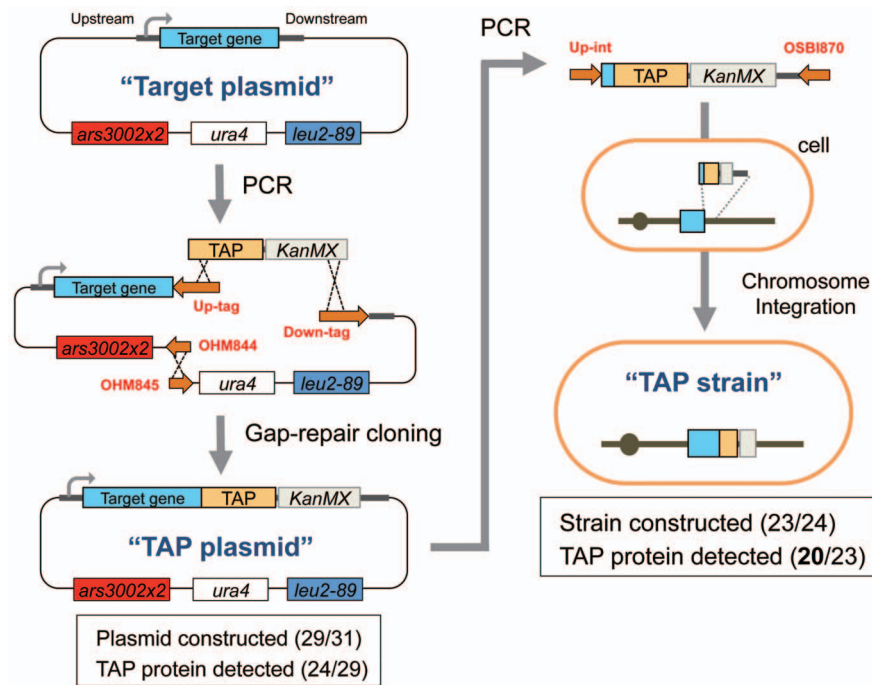 Upstream
Downstream
Target gene
“Target plasmid”
ars3002x2
ura4
leu2-89
PCR
TAP
KanMX
Target gene
Up-tag
Down-tag
ars3002x2
OHM844
OHM845
ura4
leu2-89
Gap-repair cloning
Target gene
TAP
KanMX
“TAP plasmid”
ars3002x2
ura4
leu2-89
Plasmid constructed (29/31)
TAP protein detected (24/29)
PCR
Up-int
OSBI870
TAP
KanMX
cell
Chromosome
Integration
“TAP strain”
Strain constructed (23/24)
TAP protein detected (20/23)